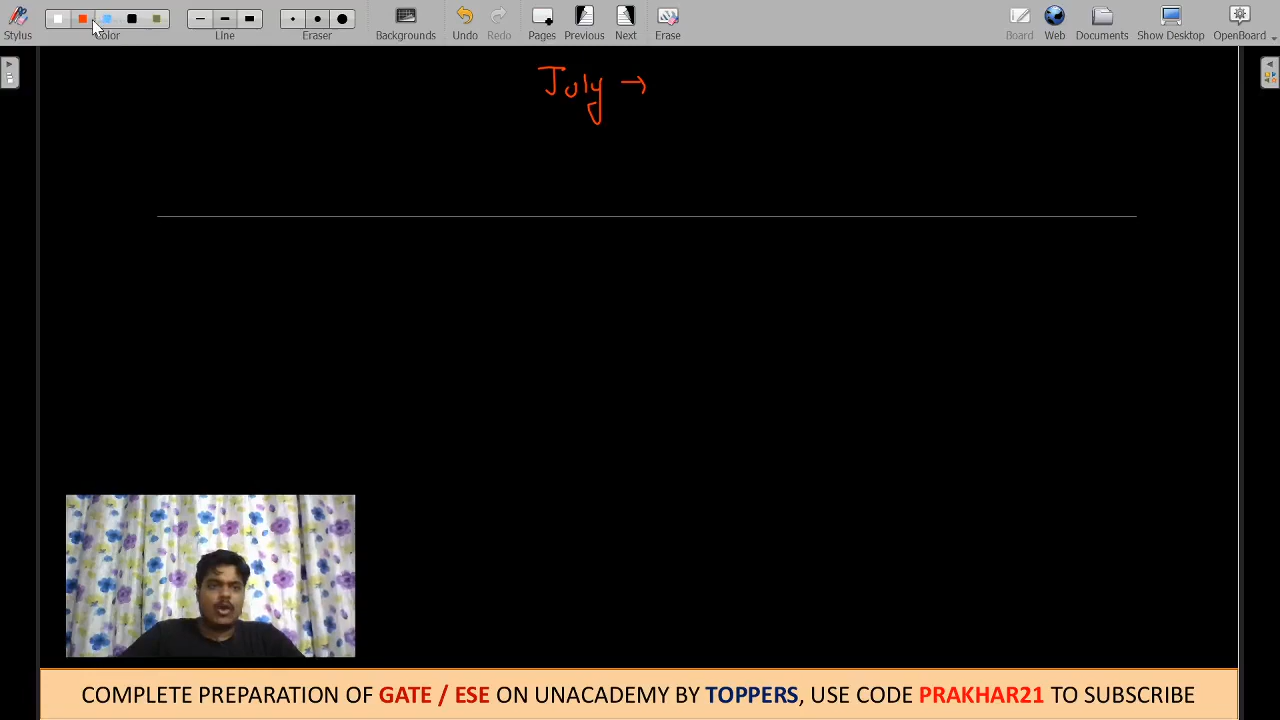 Stylus Color Line Eraser Backgrounds Undo Redo Pages Previous Next Erase Board Web Documents Show Desktop OpenBoard
July →
COMPLETE PREPARATION OF GATE / ESE ON UNACADEMY BY TOPPERS, USE CODE PRAKHAR21 TO SUBSCRIBE